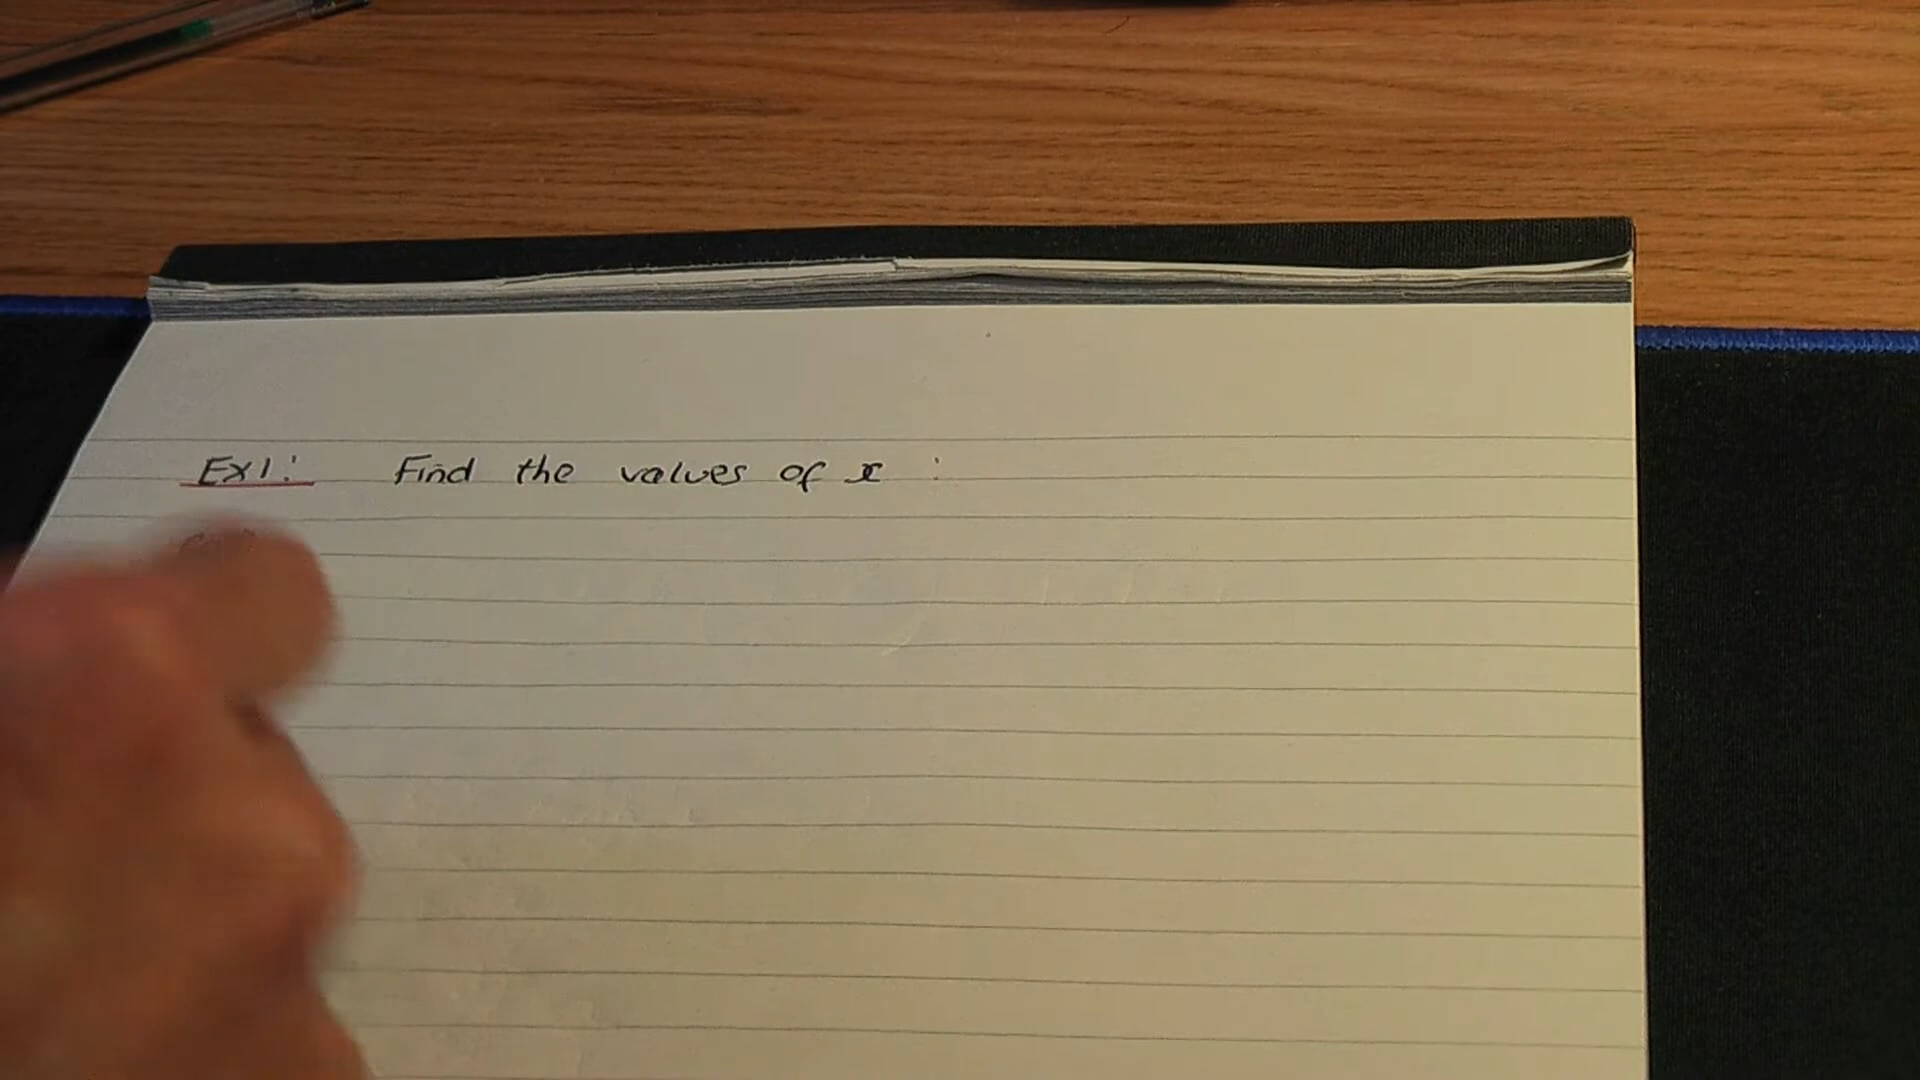 Ex1: Find the values of x :